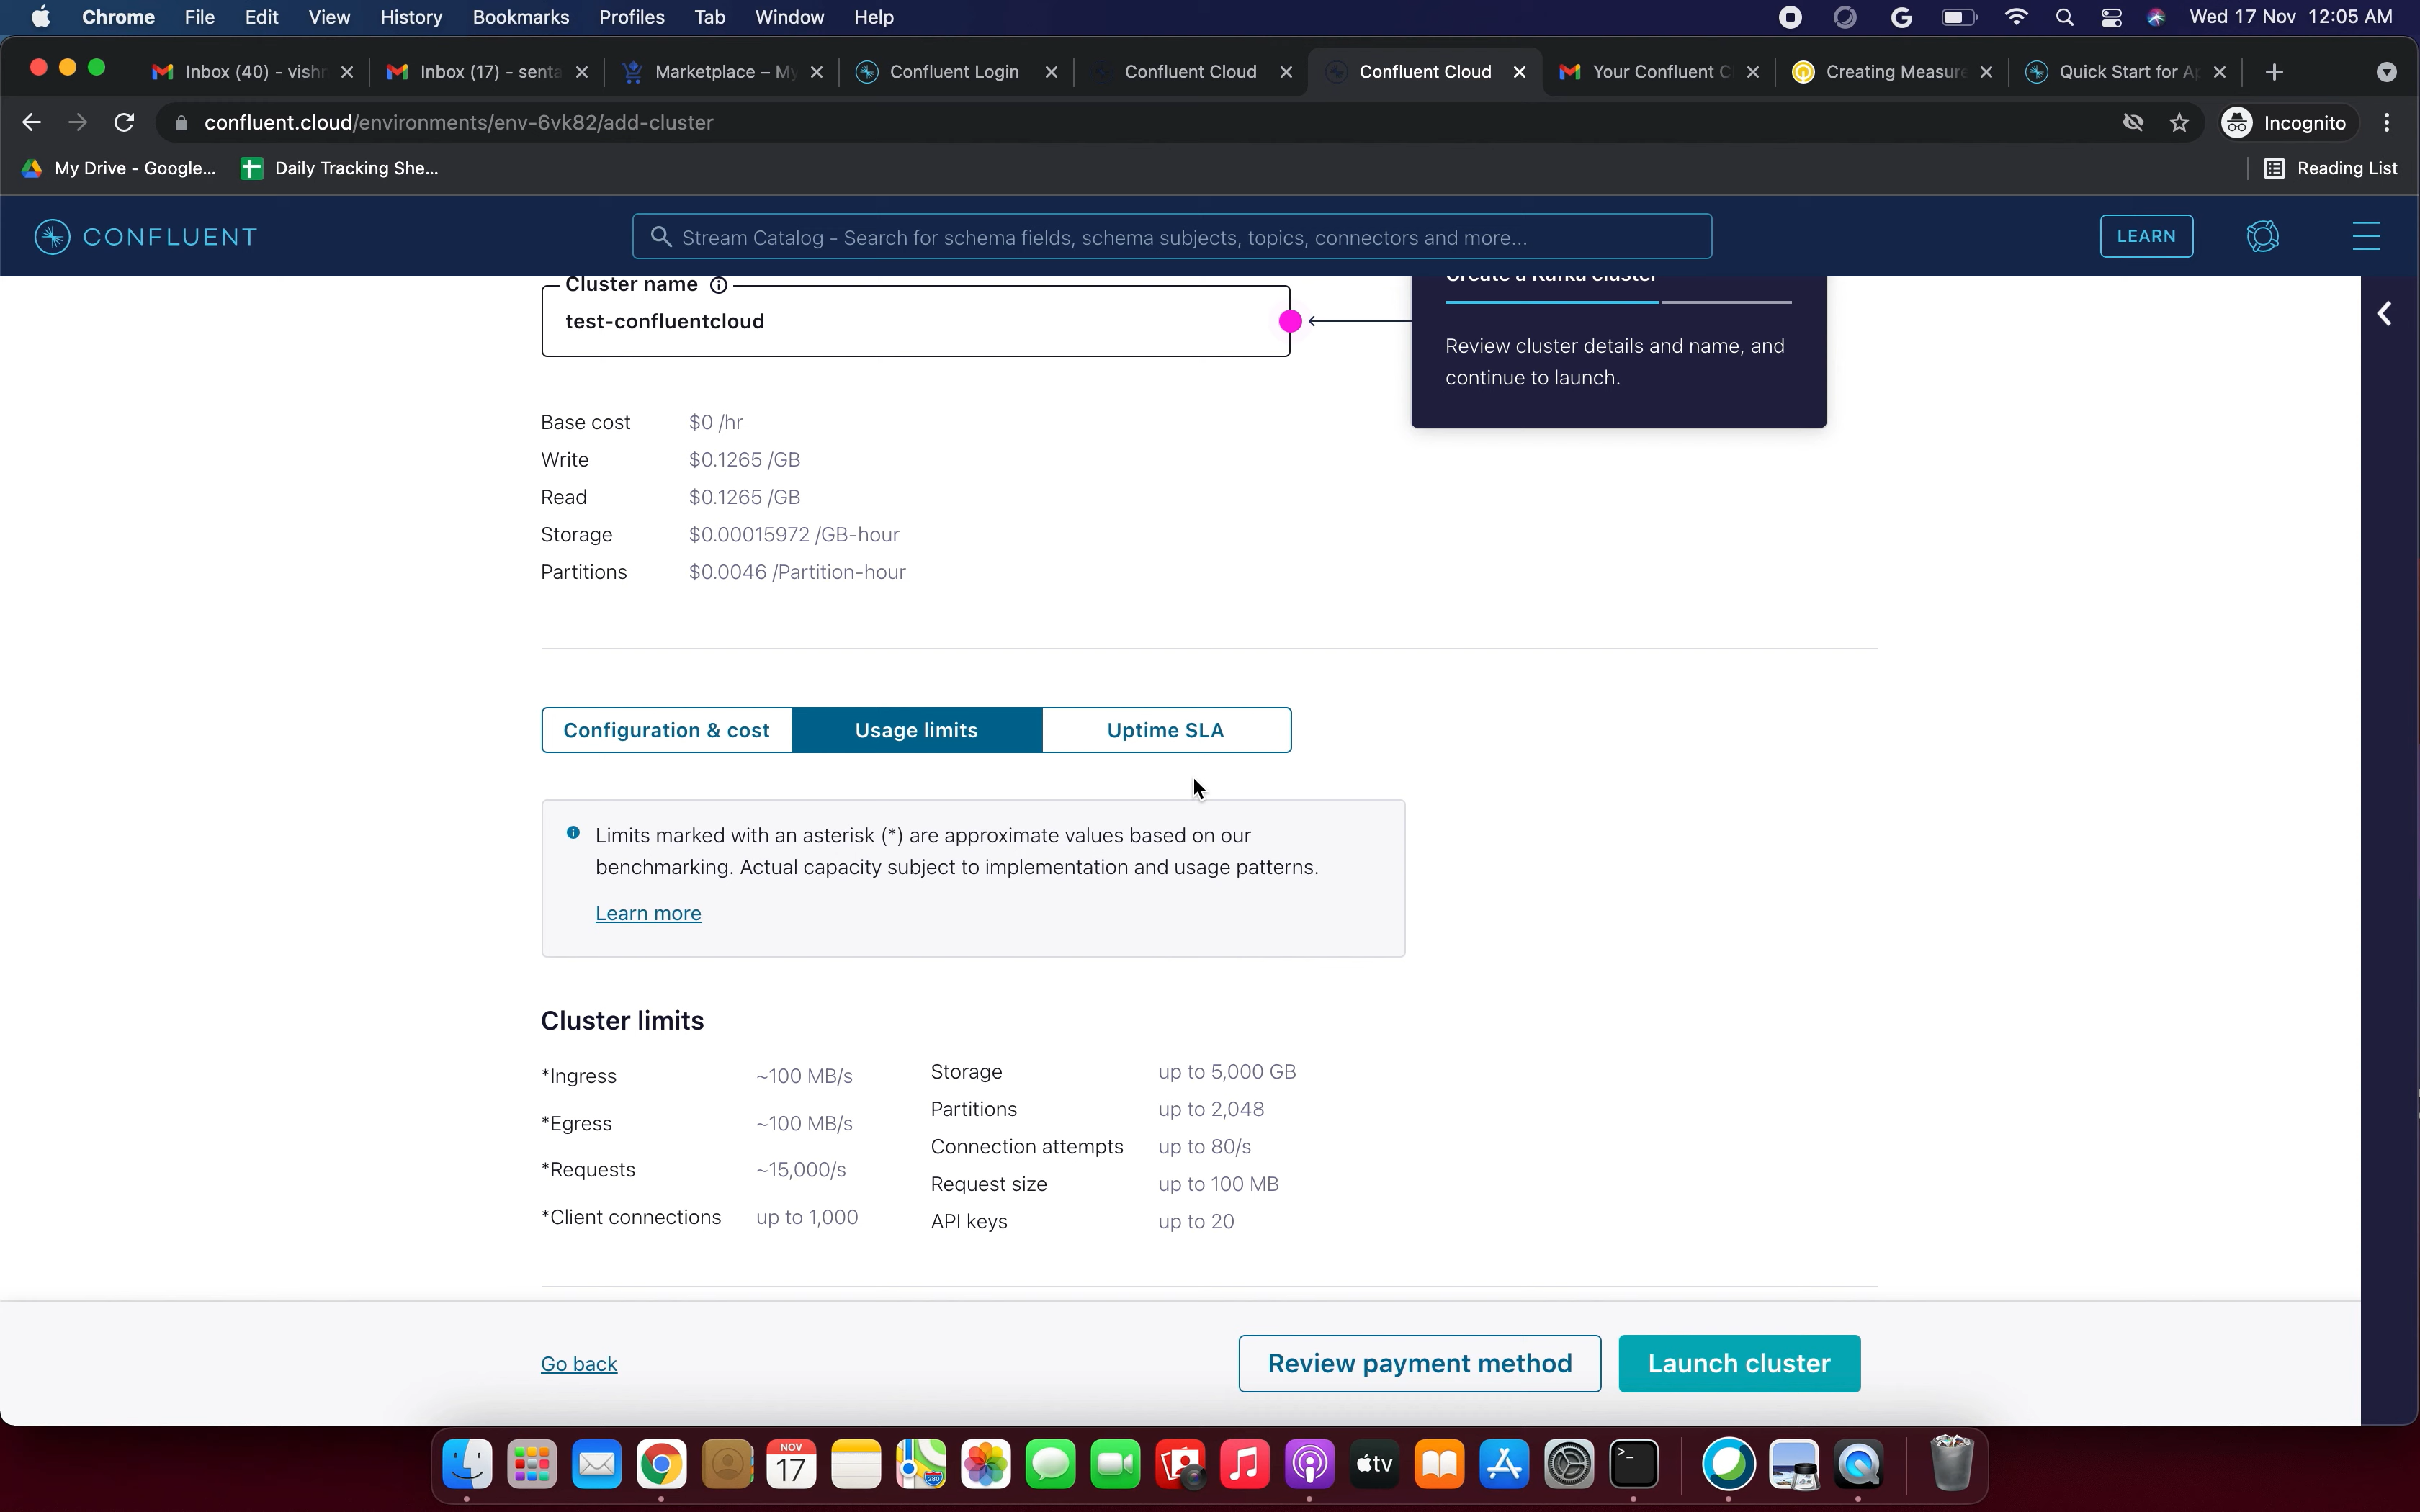 Chrome File Edit View History Bookmarks Profiles Tab Window Help Wed 17 Nov 12:05 AM
Inbox (40) - vishn Inbox (17) - senta Marketplace – My Confluent Login Confluent Cloud Confluent Cloud Your Confluent C Creating Measure Quick Start for Ap
confluent.cloud/environments/env-6vk82/add-cluster Incognito
My Drive - Google... Daily Tracking She... Reading List
CONFLUENT Stream Catalog - Search for schema fields, schema subjects, topics, connectors and more... LEARN
Create a Kafka cluster
Cluster name
test-confluentcloud
Review cluster details and name, and
continue to launch.
Base cost $0 /hr
Write $0.1265 /GB
Read $0.1265 /GB
Storage $0.00015972 /GB-hour
Partitions $0.0046 /Partition-hour
Configuration & cost Usage limits Uptime SLA
Limits marked with an asterisk (*) are approximate values based on our
benchmarking. Actual capacity subject to implementation and usage patterns.
Learn more
Cluster limits
*Ingress ~100 MB/s
*Egress ~100 MB/s
*Requests ~15,000/s
*Client connections up to 1,000
Storage up to 5,000 GB
Partitions up to 2,048
Connection attempts up to 80/s
Request size up to 100 MB
API keys up to 20
Go back Review payment method Launch cluster
NOV
17
280
tv